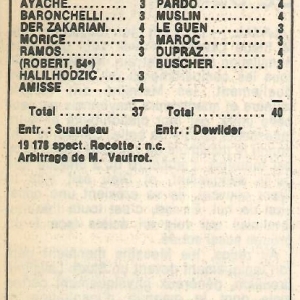 AYACHE 3
BARONCHELLI 3
DER ZAKARIAN 4
MORICE 3
RAMOS 3
(ROBERT, 54e)
HALILHODZIC 3
AMISSE 4
Total 37
Entr. : Suaudeau
PARDO 4
MUSLIN 4
LE GUEN 4
MAROC 3
DUPRAZ 4
BUSCHER 3
Total 40
Entr. : Dewilder
19 178 spect. Recette : n.c.
Arbitrage de M. Vautrot.